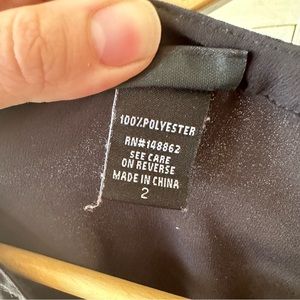 100%POLYESTER
RN#148862
SEE CARE
ON REVERSE
MADE IN CHINA
2